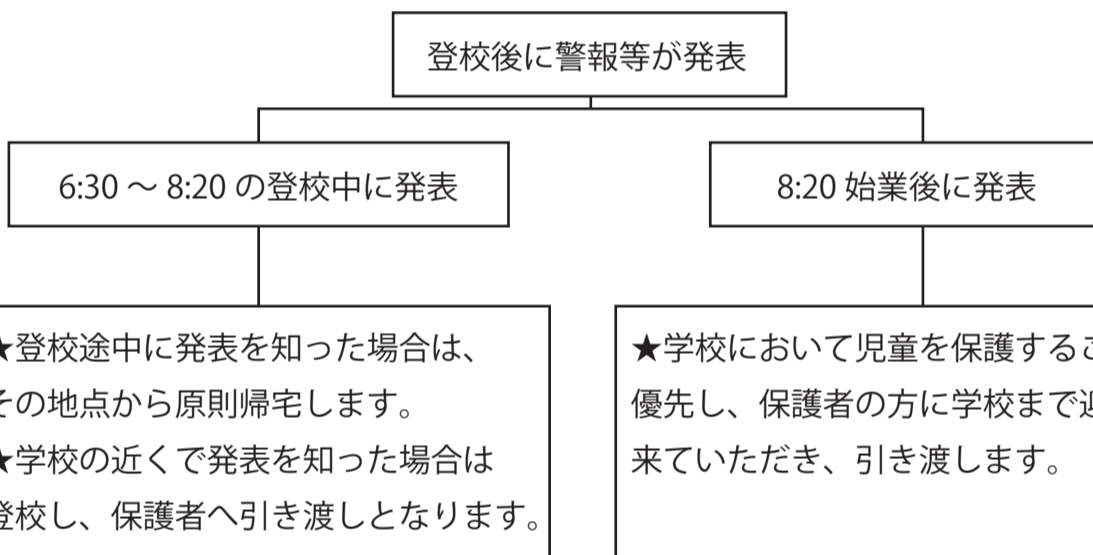 登校後に警報等が発表
6:30 ～ 8:20 の登校中に発表
8:20 始業後に発表
★登校途中に発表を知った場合は、
その地点から原則帰宅します。
★学校の近くで発表を知った場合は
登校し、保護者へ引き渡しとなります。
★学校において児童を保護するこ
優先し、保護者の方に学校まで迎
来ていただき、引き渡します。